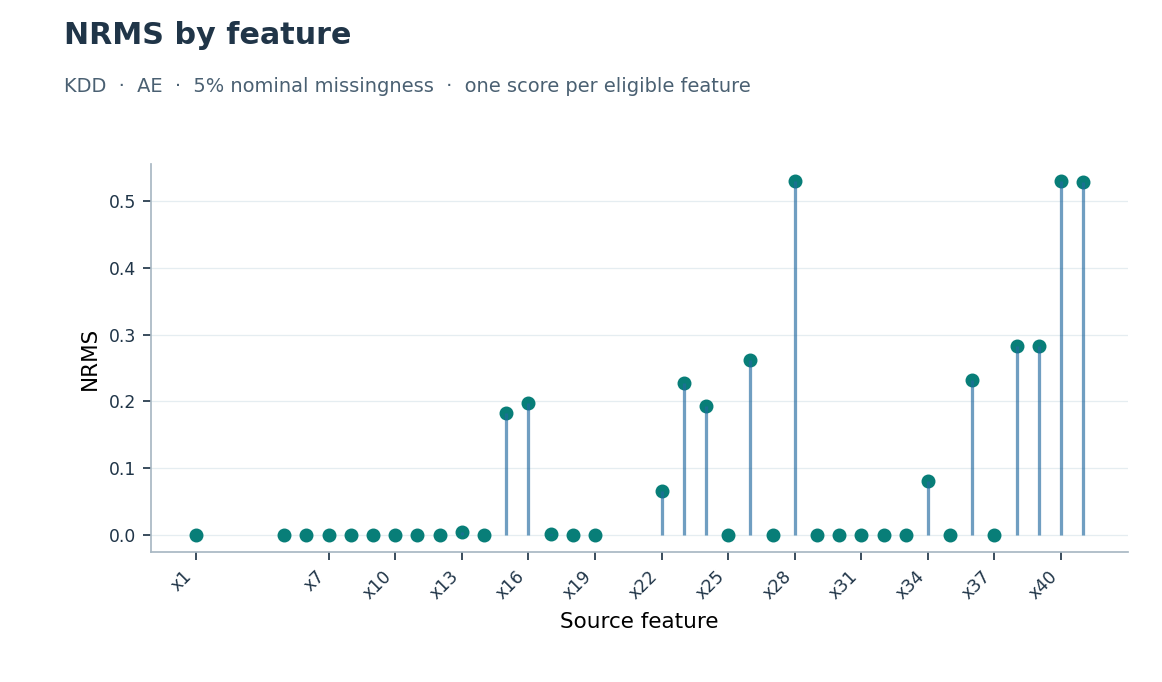 NRMS by feature
KDD · AE · 5% nominal missingness · one score per eligible feature
NRMS
0.5
0.4
0.3
0.2
0.1
0.0
x1 x7 x10 x13 x16 x19 x22 x25 x28 x31 x34 x37 x40
Source feature